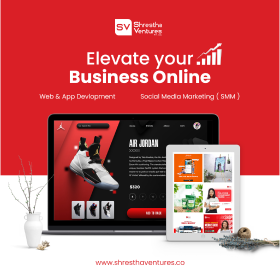 SV
Shrestha
Ventures
Elevate your
Business Online
Web & App Devlopment
Social Media Marketing ( SMM )
AIR JORDAN
$320
www.shresthaventures.co